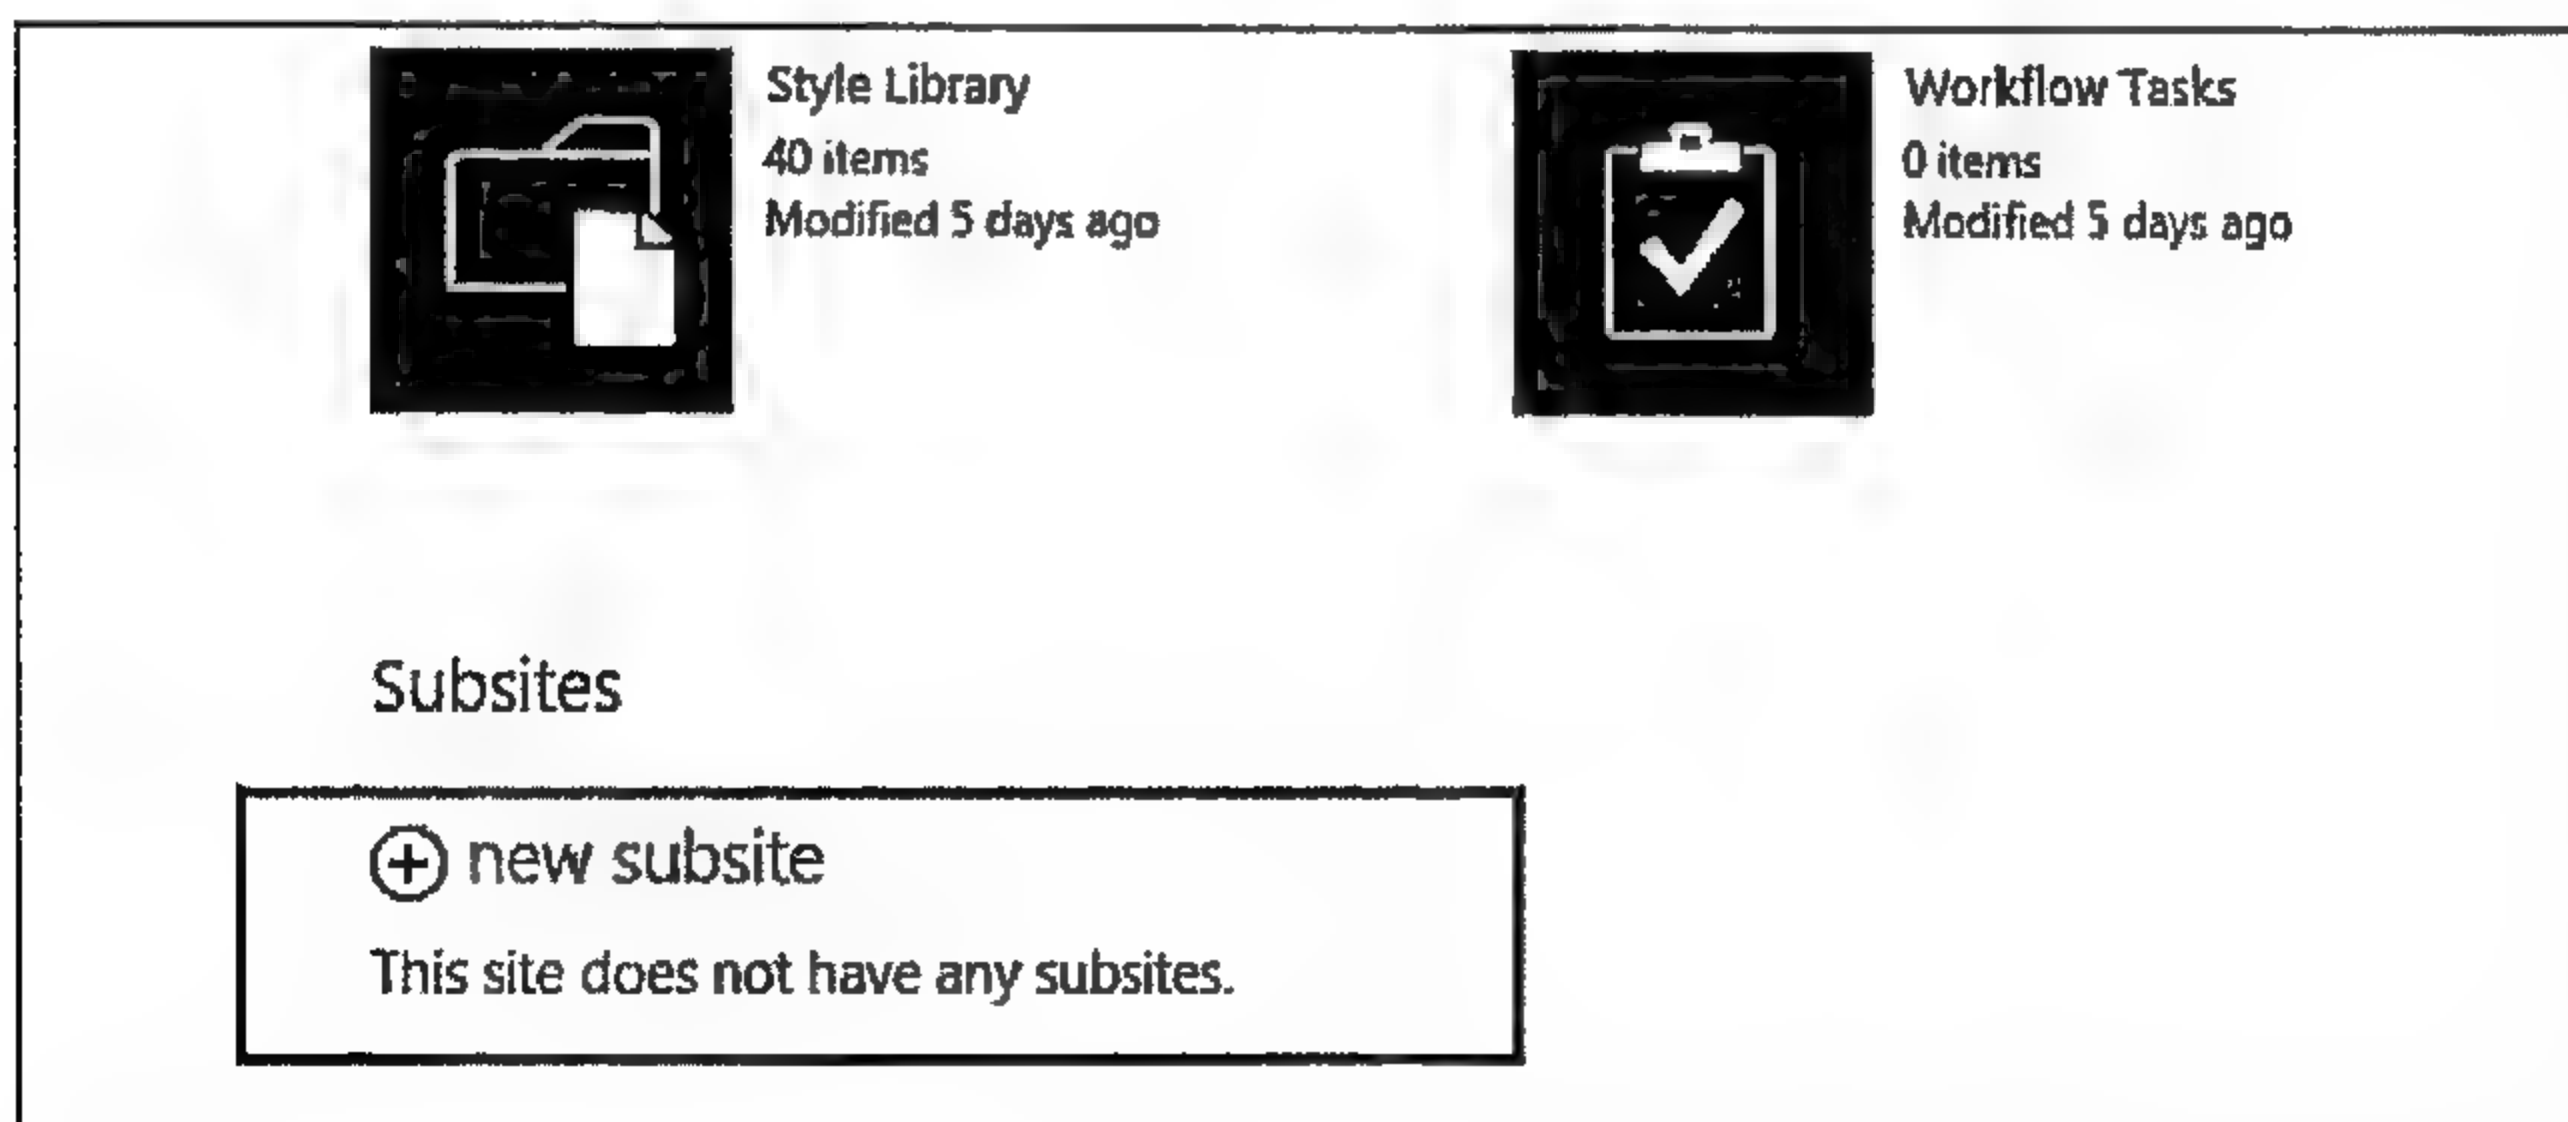 Style Library
40 items
Modified 5 days ago
Workflow Tasks
0 items
Modified 5 days ago
Subsites
new subsite
This site does not have any subsites.